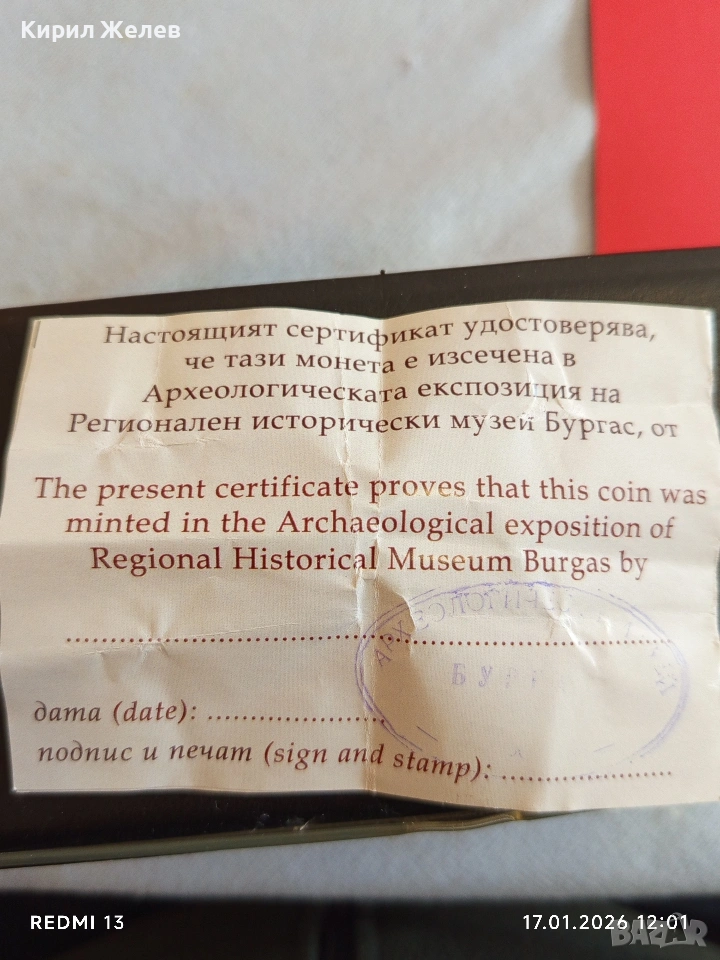 Кирил Желев
Настоящият сертификат удостоверява,
че тази монета е изсечена в
Археологическата експозиция на
Регионален исторически музей Бургас, от
The present certificate proves that this coin was
minted in the Archaeological exposition of
Regional Historical Museum Burgas by
................................................................................
дата (date): ......................
подпис и печат (sign and stamp): ......................
REDMI 13
17.01.2026 12:01
BAZAR